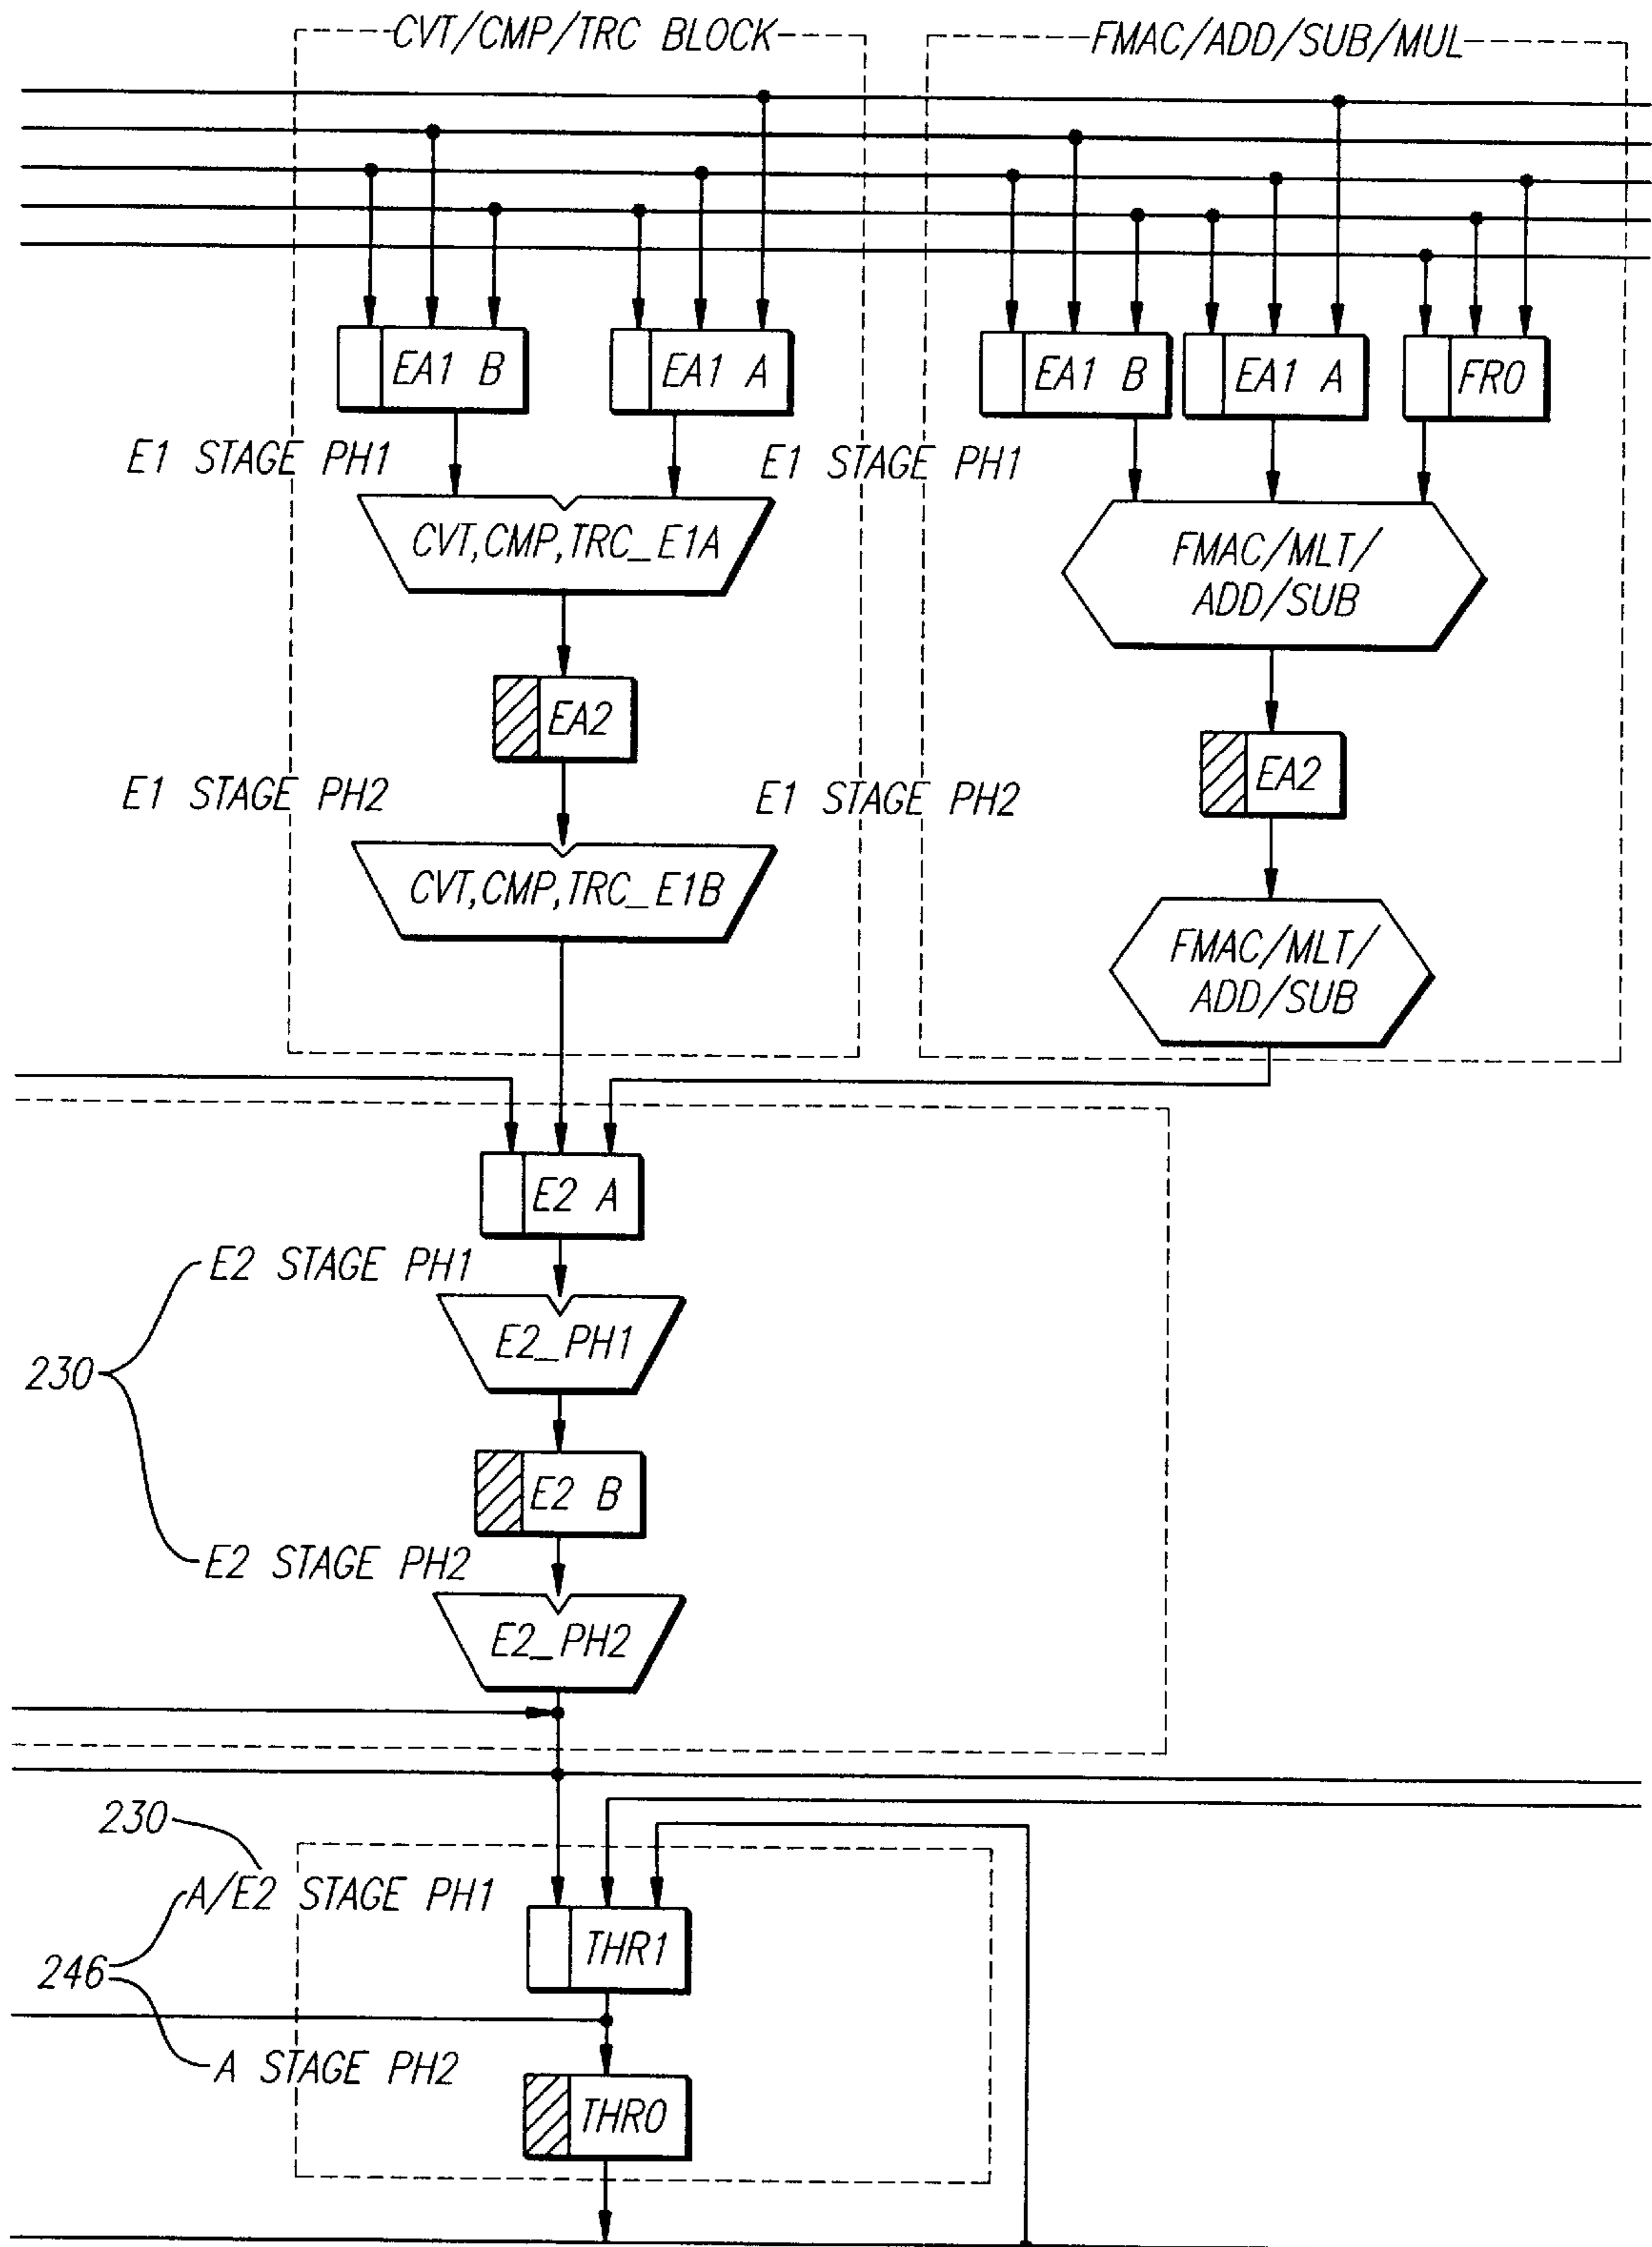 CVT/CMP/TRC BLOCK
FMAC/ADD/SUB/MUL
EA1 B
EA1 A
EA1 B
EA1 A
FR0
E1 STAGE PH1
E1 STAGE PH1
CVT,CMP,TRC_E1A
FMAC/MLT/
ADD/SUB
EA2
EA2
E1 STAGE PH2
E1 STAGE PH2
CVT,CMP,TRC_E1B
FMAC/MLT/
ADD/SUB
E2 A
E2 STAGE PH1
E2_PH1
230
E2 B
E2 STAGE PH2
E2_PH2
230
A/E2 STAGE PH1
THR1
246
A STAGE PH2
THR0